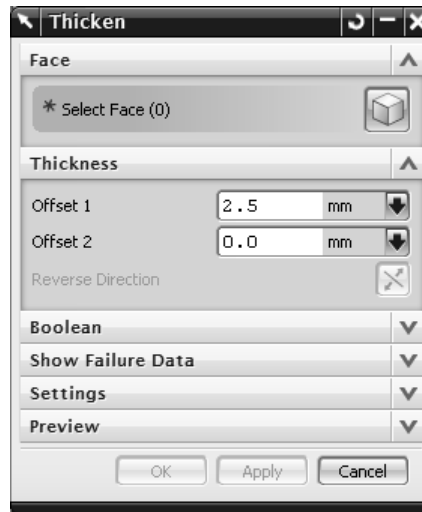 Thicken
Face
* Select Face (0)
Thickness
Offset 1 2.5 mm
Offset 2 0.0 mm
Reverse Direction
Boolean
Show Failure Data
Settings
Preview
OK Apply Cancel